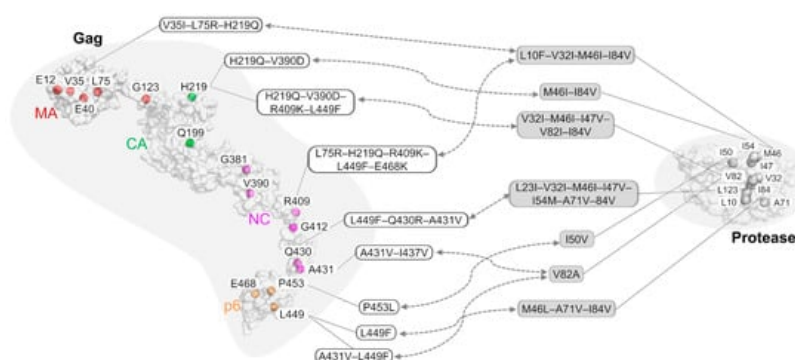 V35I–L75R–H219Q
Gag
H219Q–V390D
L10F–V32I–M46I–I84V
E12 V35 L75
G123
H219
E40
MA
M46I–I84V
H219Q–V390D–
R409K–L449F
CA
Q199
V32I–M46I–I47V–
V82I–I84V
I54
M46
I50
I47
G381
L75R–H219Q–R409K–
L449F–E468K
V82
V32
V390
L123
I84
L10
A71
R409
L23I–V32I–M46I–I47V–
I54M–A71V–84V
NC
G412
L449F–Q430R–A431V
Protease
I50V
Q430
A431V–I437V
A431
V82A
E468
P453
p6
P453L
M46L–A71V–I84V
L449
L449F
A431V–L449F